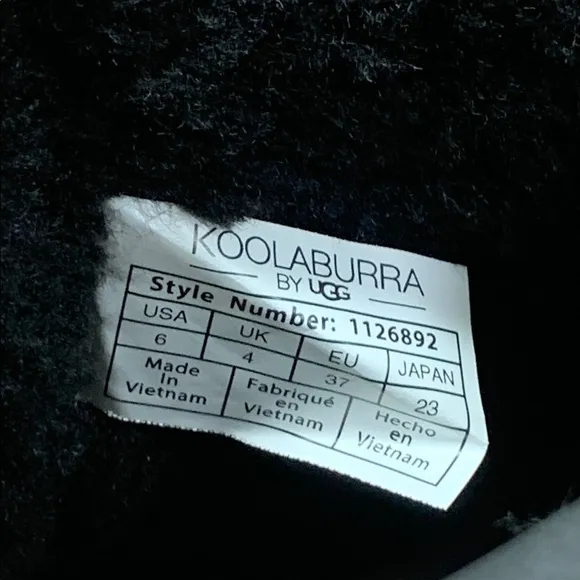 KOOLABURRA
BY UGG
Style Number: 1126892
USA UK EU JAPAN
6 4 37 23
Made in Vietnam
Fabriqué en Vietnam
Hecho en Vietnam